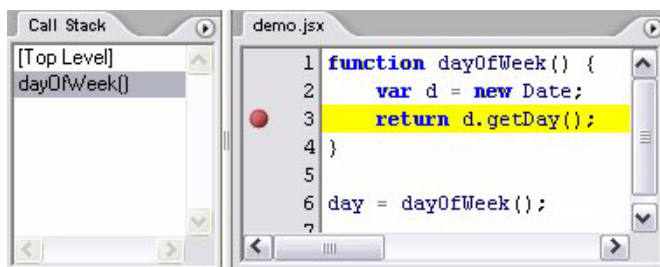 Call Stack
[Top Level]
dayOfWeek()
demo.jsx
1 function dayOfWeek() {
2 var d = new Date;
3 return d.getDay();
4 }
5
6 day = dayOfWeek();
7